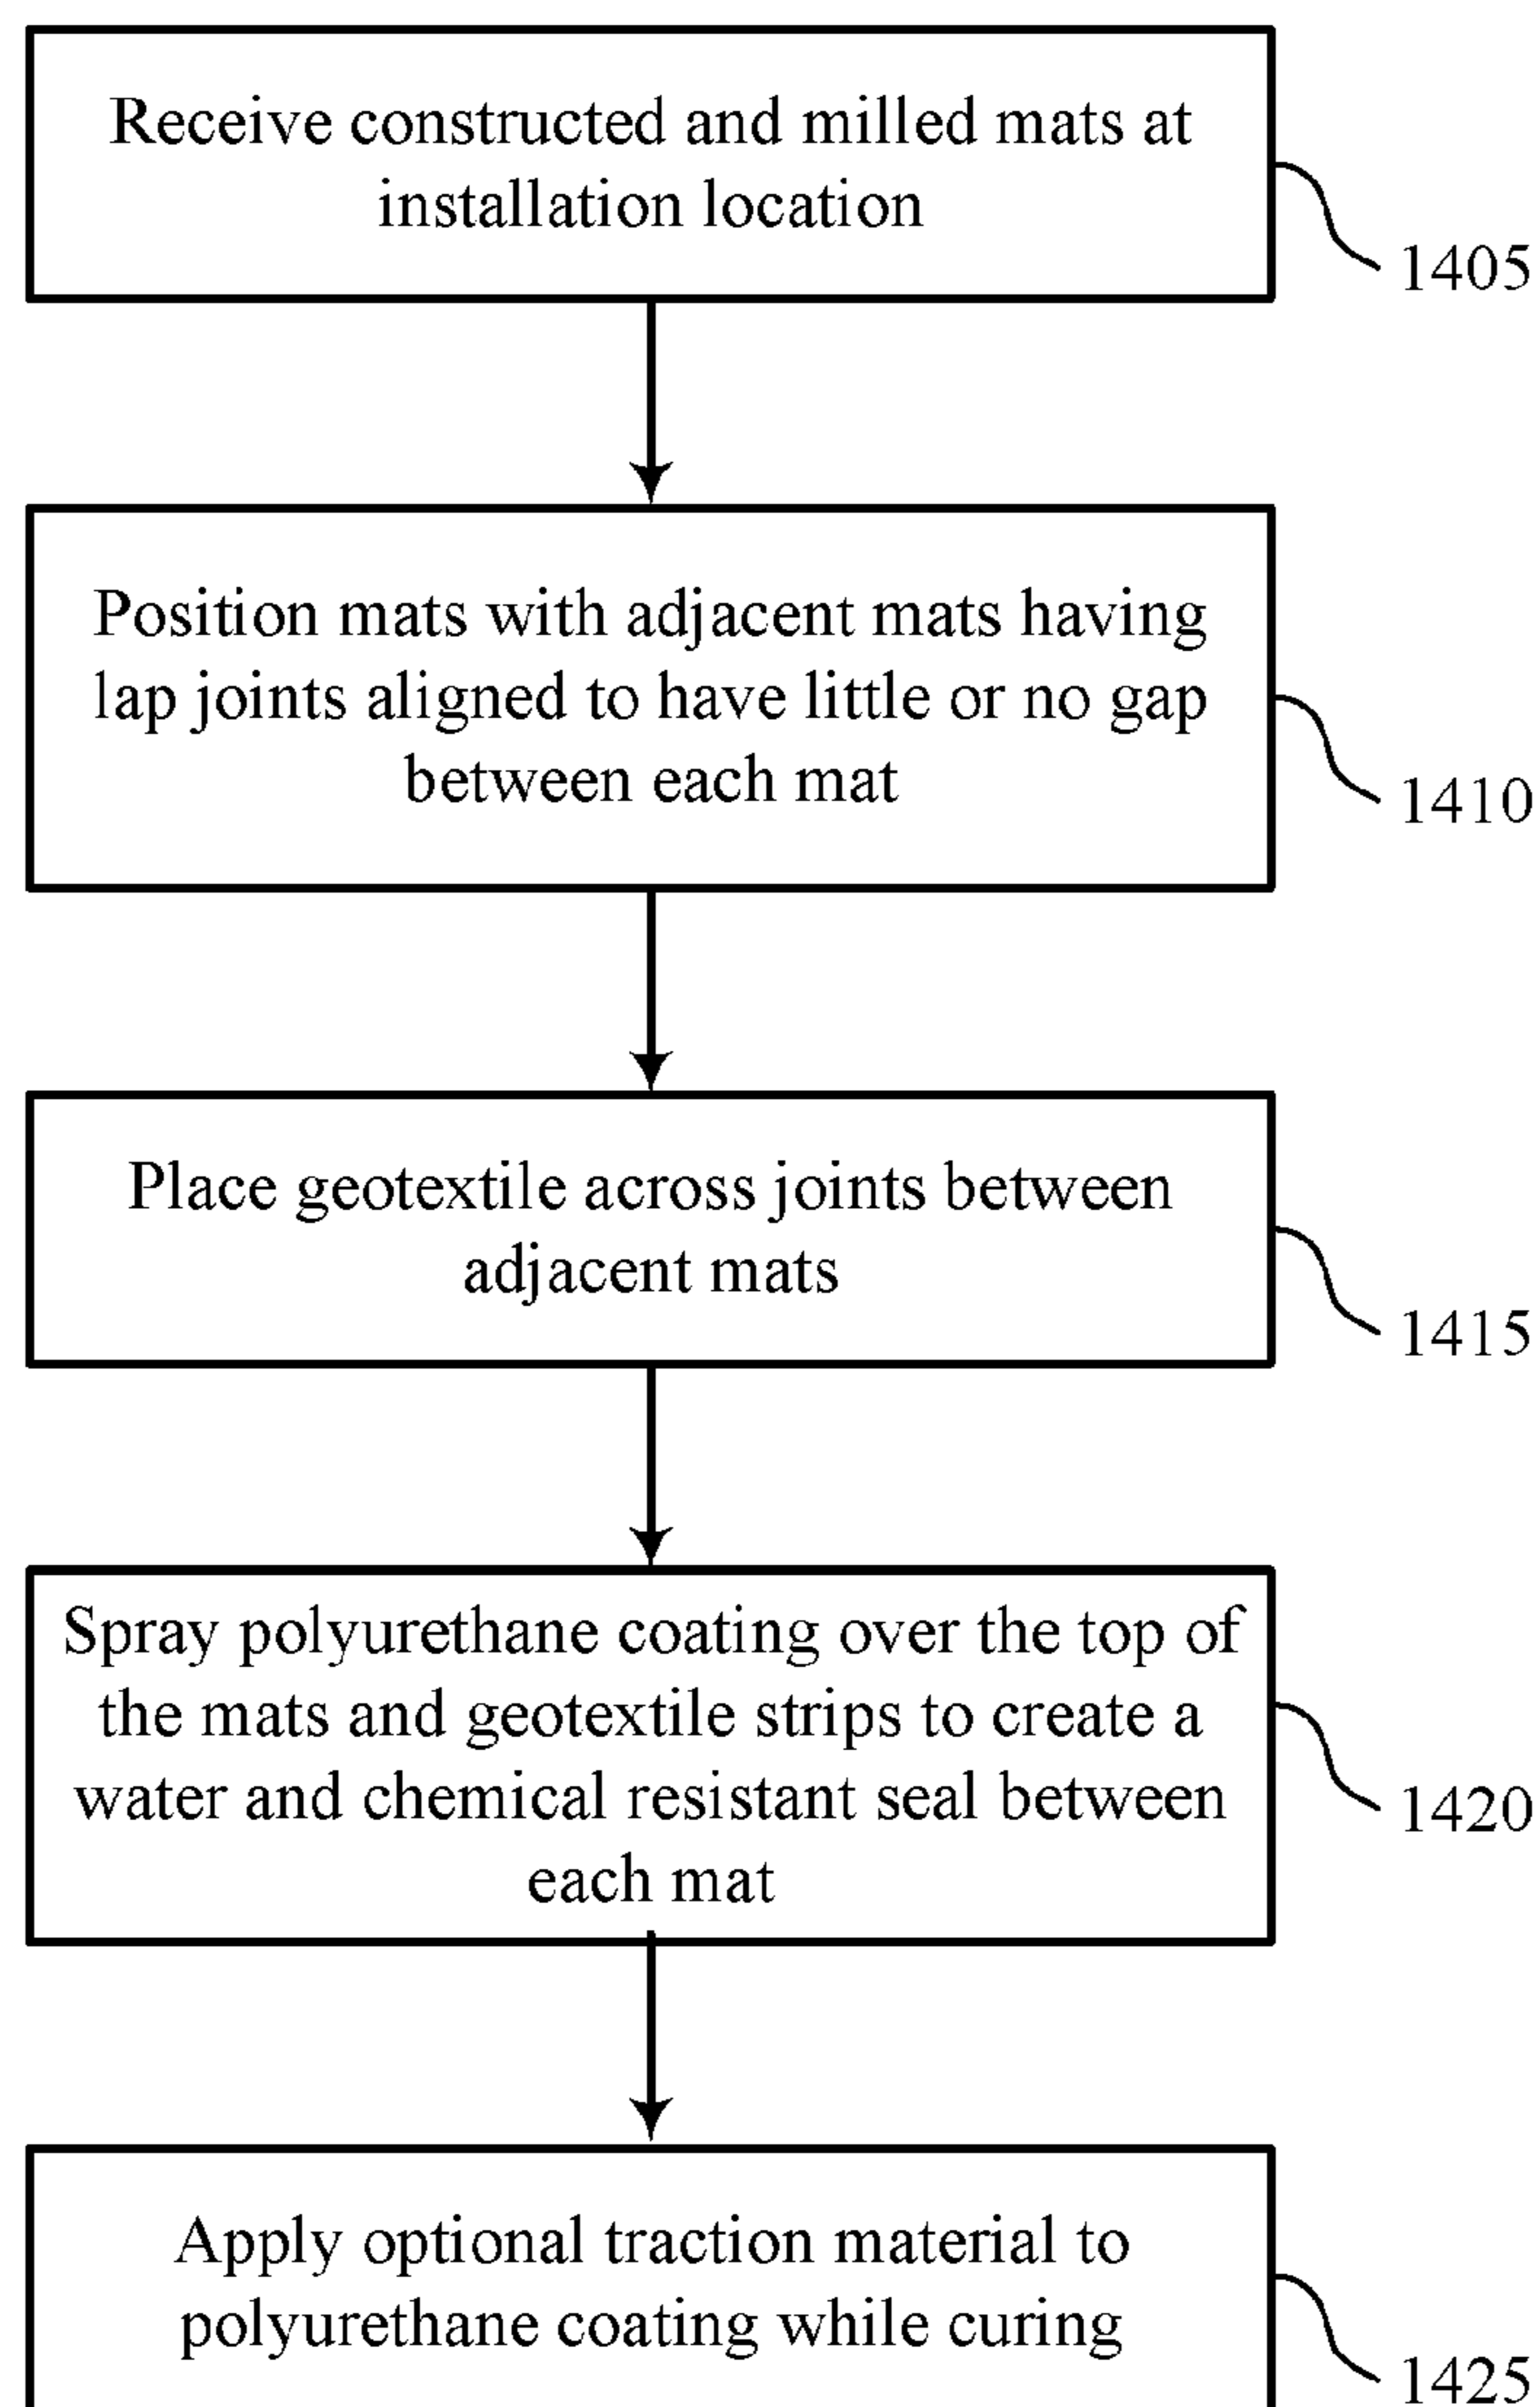 Receive constructed and milled mats at
installation location
1405
Position mats with adjacent mats having
lap joints aligned to have little or no gap
between each mat
1410
Place geotextile across joints between
adjacent mats
1415
Spray polyurethane coating over the top of
the mats and geotextile strips to create a
water and chemical resistant seal between
each mat
1420
Apply optional traction material to
polyurethane coating while curing
1425